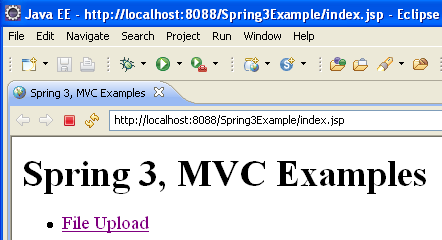 Java EE - http://localhost:8088/Spring3Example/index.jsp - Eclipse
File Edit Navigate Search Project Run Window Help
Spring 3, MVC Examples
http://localhost:8088/Spring3Example/index.jsp
Spring 3, MVC Examples
File Upload